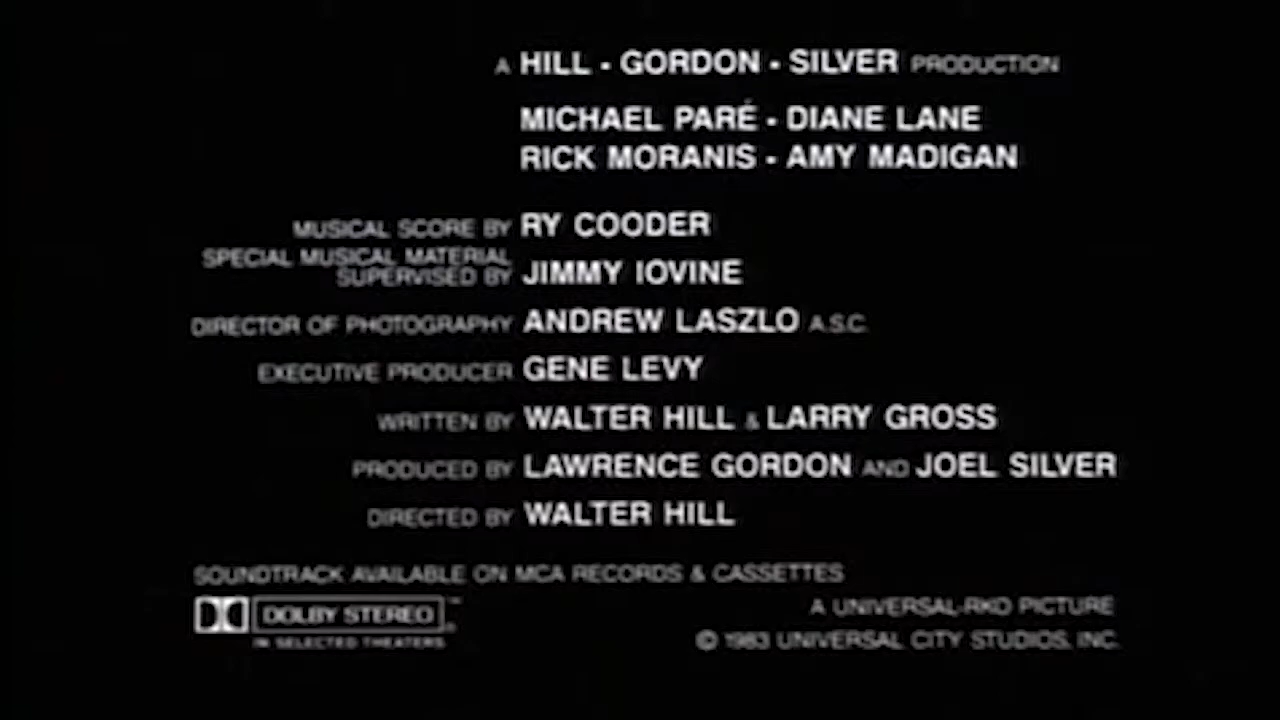 A HILL - GORDON - SILVER PRODUCTION
MICHAEL PARÉ - DIANE LANE
RICK MORANIS - AMY MADIGAN
MUSICAL SCORE BY RY COODER
SPECIAL MUSICAL MATERIAL
SUPERVISED BY JIMMY IOVINE
DIRECTOR OF PHOTOGRAPHY ANDREW LASZLO A.S.C.
EXECUTIVE PRODUCER GENE LEVY
WRITTEN BY WALTER HILL & LARRY GROSS
PRODUCED BY LAWRENCE GORDON AND JOEL SILVER
DIRECTED BY WALTER HILL
SOUNDTRACK AVAILABLE ON MCA RECORDS & CASSETTES
DOLBY STEREO
IN SELECTED THEATERS
A UNIVERSAL-RKO PICTURE
© 1983 UNIVERSAL CITY STUDIOS, INC.